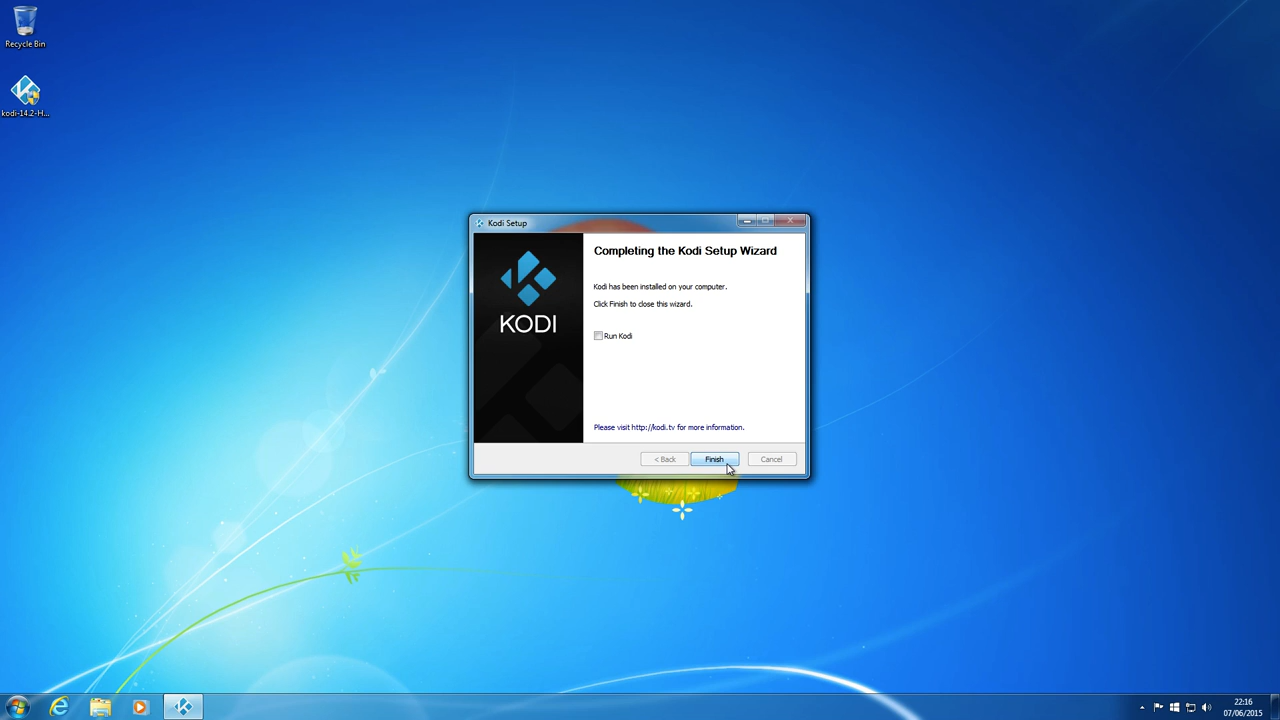 Recycle Bin
kodi-14.2-H...
Kodi Setup
KODI
Completing the Kodi Setup Wizard
Kodi has been installed on your computer.
Click Finish to close this wizard.
Run Kodi
Please visit http://kodi.tv for more information.
< Back
Finish
Cancel
22:16
07/06/2015